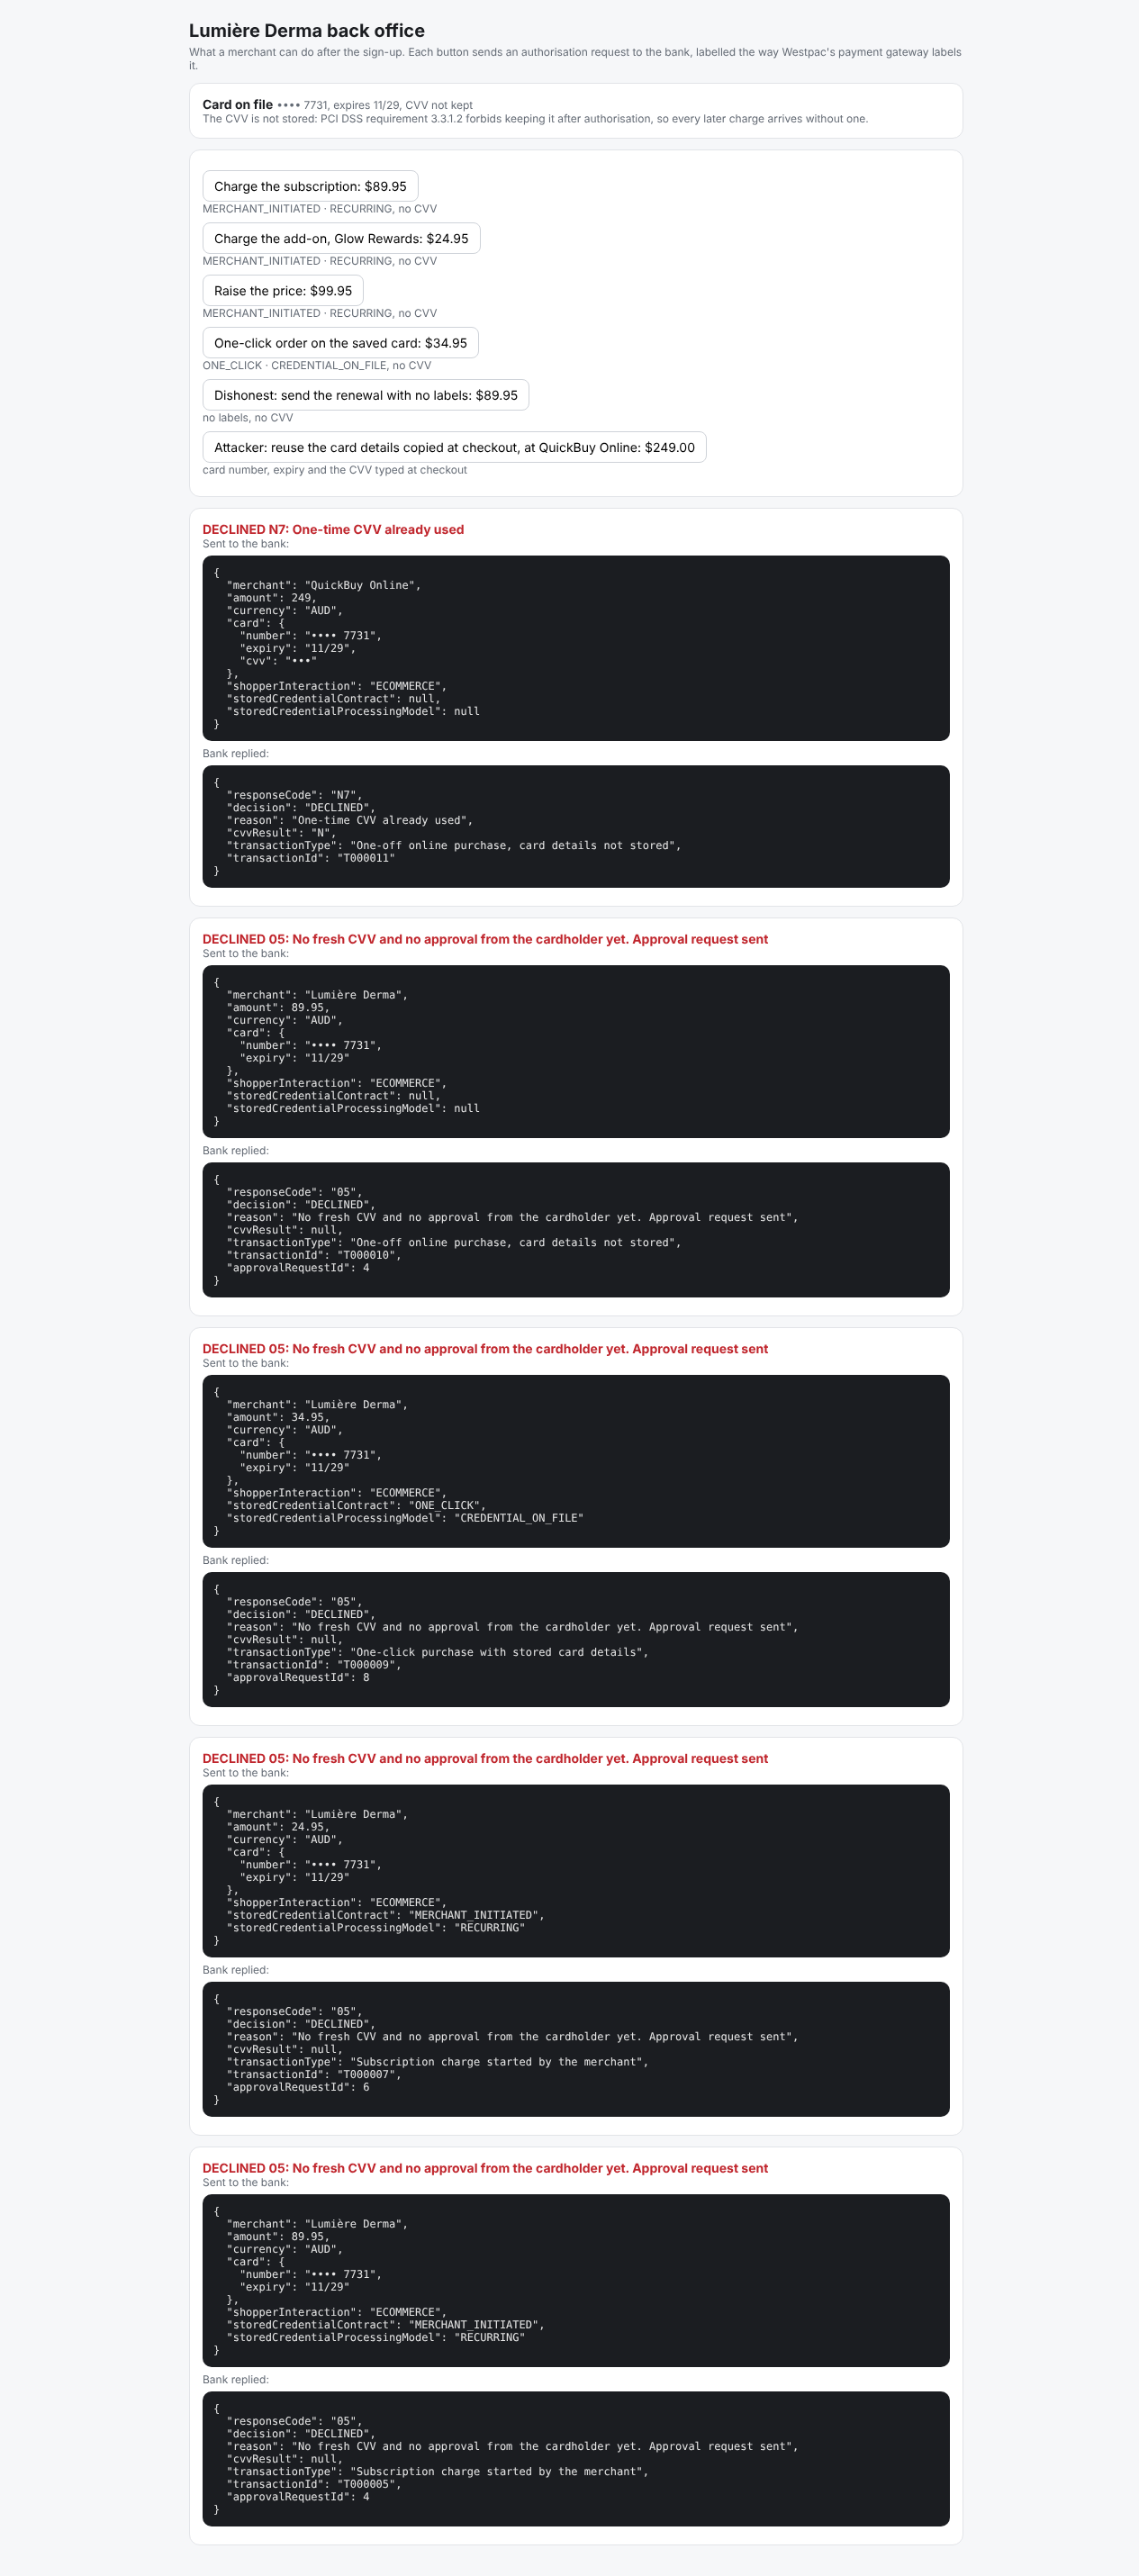 Lumière Derma back office
What a merchant can do after the sign-up. Each button sends an authorisation request to the bank, labelled the way Westpac's payment gateway labels
it.
Card on file •••• 7731, expires 11/29, CVV not kept
The CVV is not stored: PCI DSS requirement 3.3.1.2 forbids keeping it after authorisation, so every later charge arrives without one.
Charge the subscription: $89.95
MERCHANT_INITIATED · RECURRING, no CVV
Charge the add-on, Glow Rewards: $24.95
MERCHANT_INITIATED · RECURRING, no CVV
Raise the price: $99.95
MERCHANT_INITIATED · RECURRING, no CVV
One-click order on the saved card: $34.95
ONE_CLICK · CREDENTIAL_ON_FILE, no CVV
Dishonest: send the renewal with no labels: $89.95
no labels, no CVV
Attacker: reuse the card details copied at checkout, at QuickBuy Online: $249.00
card number, expiry and the CVV typed at checkout
DECLINED N7: One-time CVV already used
Sent to the bank:
{
"merchant": "QuickBuy Online",
"amount": 249,
"currency": "AUD",
"card": {
"number": "•••• 7731",
"expiry": "11/29",
"cvv": "•••"
},
"shopperInteraction": "ECOMMERCE",
"storedCredentialContract": null,
"storedCredentialProcessingModel": null
}
Bank replied:
{
"responseCode": "N7",
"decision": "DECLINED",
"reason": "One-time CVV already used",
"cvvResult": "N",
"transactionType": "One-off online purchase, card details not stored",
"transactionId": "T000011"
}
DECLINED 05: No fresh CVV and no approval from the cardholder yet. Approval request sent
Sent to the bank:
{
"merchant": "Lumière Derma",
"amount": 89.95,
"currency": "AUD",
"card": {
"number": "•••• 7731",
"expiry": "11/29"
},
"shopperInteraction": "ECOMMERCE",
"storedCredentialContract": null,
"storedCredentialProcessingModel": null
}
Bank replied:
{
"responseCode": "05",
"decision": "DECLINED",
"reason": "No fresh CVV and no approval from the cardholder yet. Approval request sent",
"cvvResult": null,
"transactionType": "One-off online purchase, card details not stored",
"transactionId": "T000010",
"approvalRequestId": 4
}
DECLINED 05: No fresh CVV and no approval from the cardholder yet. Approval request sent
Sent to the bank:
{
"merchant": "Lumière Derma",
"amount": 34.95,
"currency": "AUD",
"card": {
"number": "•••• 7731",
"expiry": "11/29"
},
"shopperInteraction": "ECOMMERCE",
"storedCredentialContract": "ONE_CLICK",
"storedCredentialProcessingModel": "CREDENTIAL_ON_FILE"
}
Bank replied:
{
"responseCode": "05",
"decision": "DECLINED",
"reason": "No fresh CVV and no approval from the cardholder yet. Approval request sent",
"cvvResult": null,
"transactionType": "One-click purchase with stored card details",
"transactionId": "T000009",
"approvalRequestId": 8
}
DECLINED 05: No fresh CVV and no approval from the cardholder yet. Approval request sent
Sent to the bank:
{
"merchant": "Lumière Derma",
"amount": 24.95,
"currency": "AUD",
"card": {
"number": "•••• 7731",
"expiry": "11/29"
},
"shopperInteraction": "ECOMMERCE",
"storedCredentialContract": "MERCHANT_INITIATED",
"storedCredentialProcessingModel": "RECURRING"
}
Bank replied:
{
"responseCode": "05",
"decision": "DECLINED",
"reason": "No fresh CVV and no approval from the cardholder yet. Approval request sent",
"cvvResult": null,
"transactionType": "Subscription charge started by the merchant",
"transactionId": "T000007",
"approvalRequestId": 6
}
DECLINED 05: No fresh CVV and no approval from the cardholder yet. Approval request sent
Sent to the bank:
{
"merchant": "Lumière Derma",
"amount": 89.95,
"currency": "AUD",
"card": {
"number": "•••• 7731",
"expiry": "11/29"
},
"shopperInteraction": "ECOMMERCE",
"storedCredentialContract": "MERCHANT_INITIATED",
"storedCredentialProcessingModel": "RECURRING"
}
Bank replied:
{
"responseCode": "05",
"decision": "DECLINED",
"reason": "No fresh CVV and no approval from the cardholder yet. Approval request sent",
"cvvResult": null,
"transactionType": "Subscription charge started by the merchant",
"transactionId": "T000005",
"approvalRequestId": 4
}